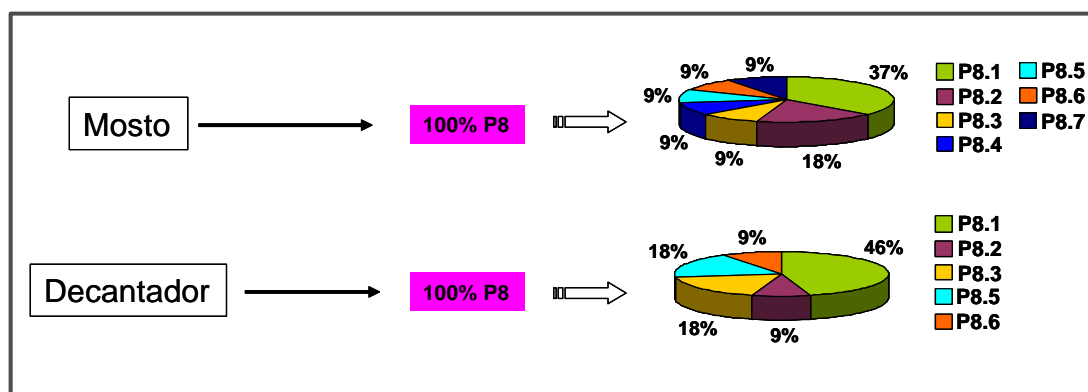 Mosto
100% P8
37%
18%
9%
9%
9%
9%
9%
P8.1
P8.2
P8.3
P8.4
P8.5
P8.6
P8.7
Decantador
100% P8
46%
9%
18%
18%
9%
P8.1
P8.2
P8.3
P8.5
P8.6